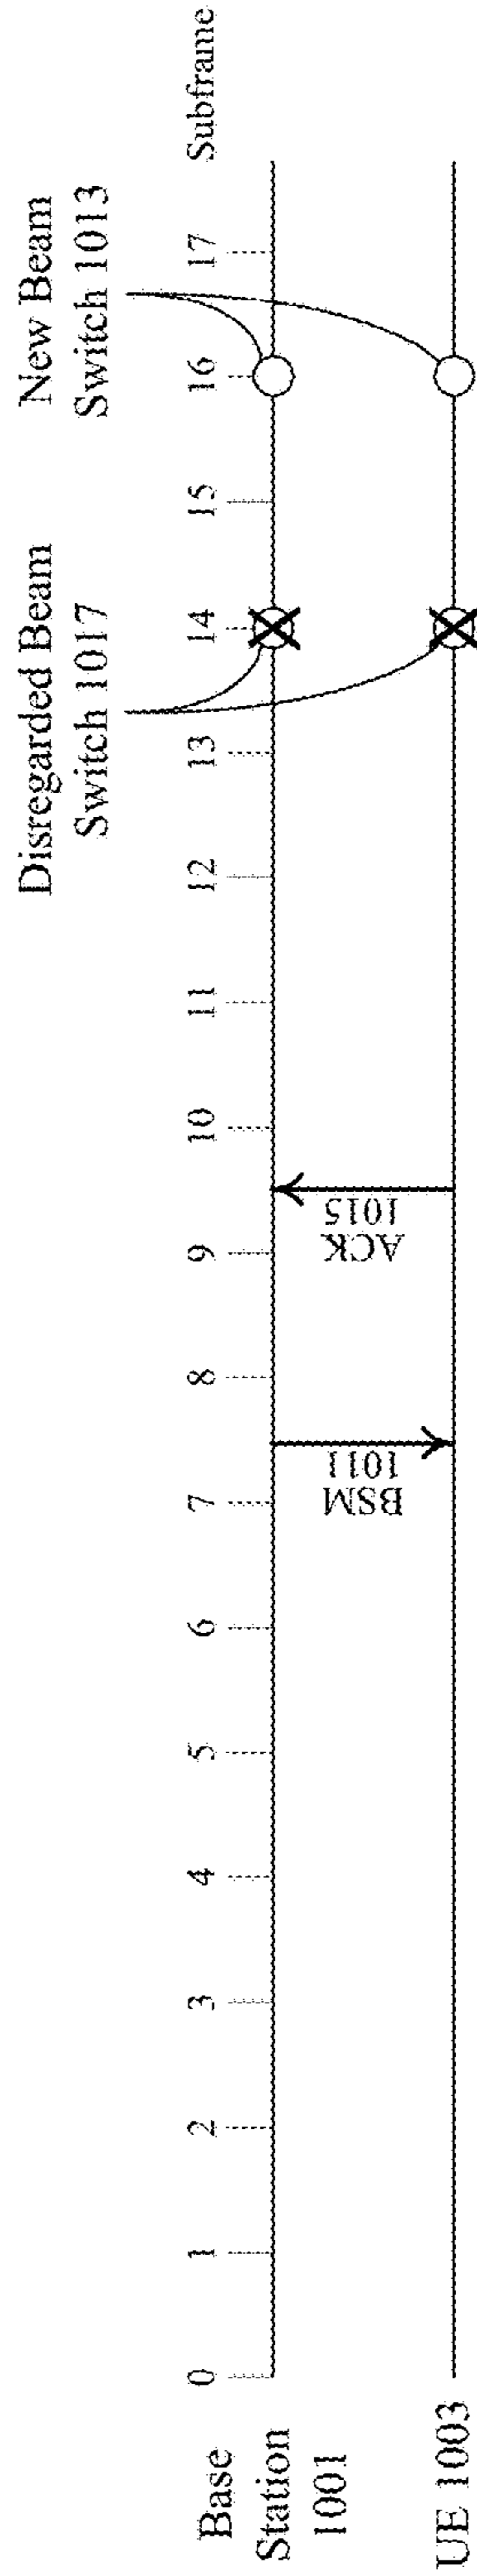 Disregarded Beam
Switch 1017
New Beam
Switch 1013
0 1 2 3 4 5 6 7 8 9 10 11 12 13 14 15 16 17 Subframe
Base
Station
1001
BSM
1011
ACK
1015
UE 1003